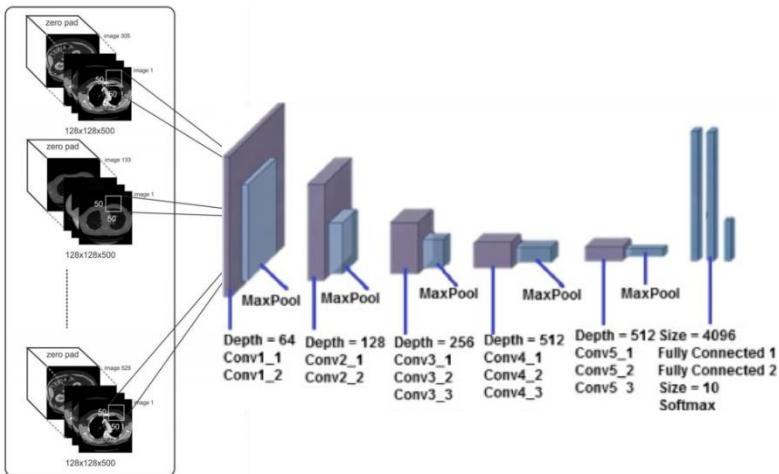 zero pad
image 305
image 1
50
50
128x128x500
zero pad
image 133
image 1
50
50
128x128x500
zero pad
image 529
image 1
50
50
128x128x500
MaxPool
MaxPool
MaxPool
MaxPool
MaxPool
Depth = 64
Conv1_1
Conv1_2
Depth = 128
Conv2_1
Conv2_2
Depth = 256
Conv3_1
Conv3_2
Conv3_3
Depth = 512
Conv4_1
Conv4_2
Conv4_3
Depth = 512
Conv5_1
Conv5_2
Conv5_3
Size = 4096
Fully Connected 1
Fully Connected 2
Size = 10
Softmax